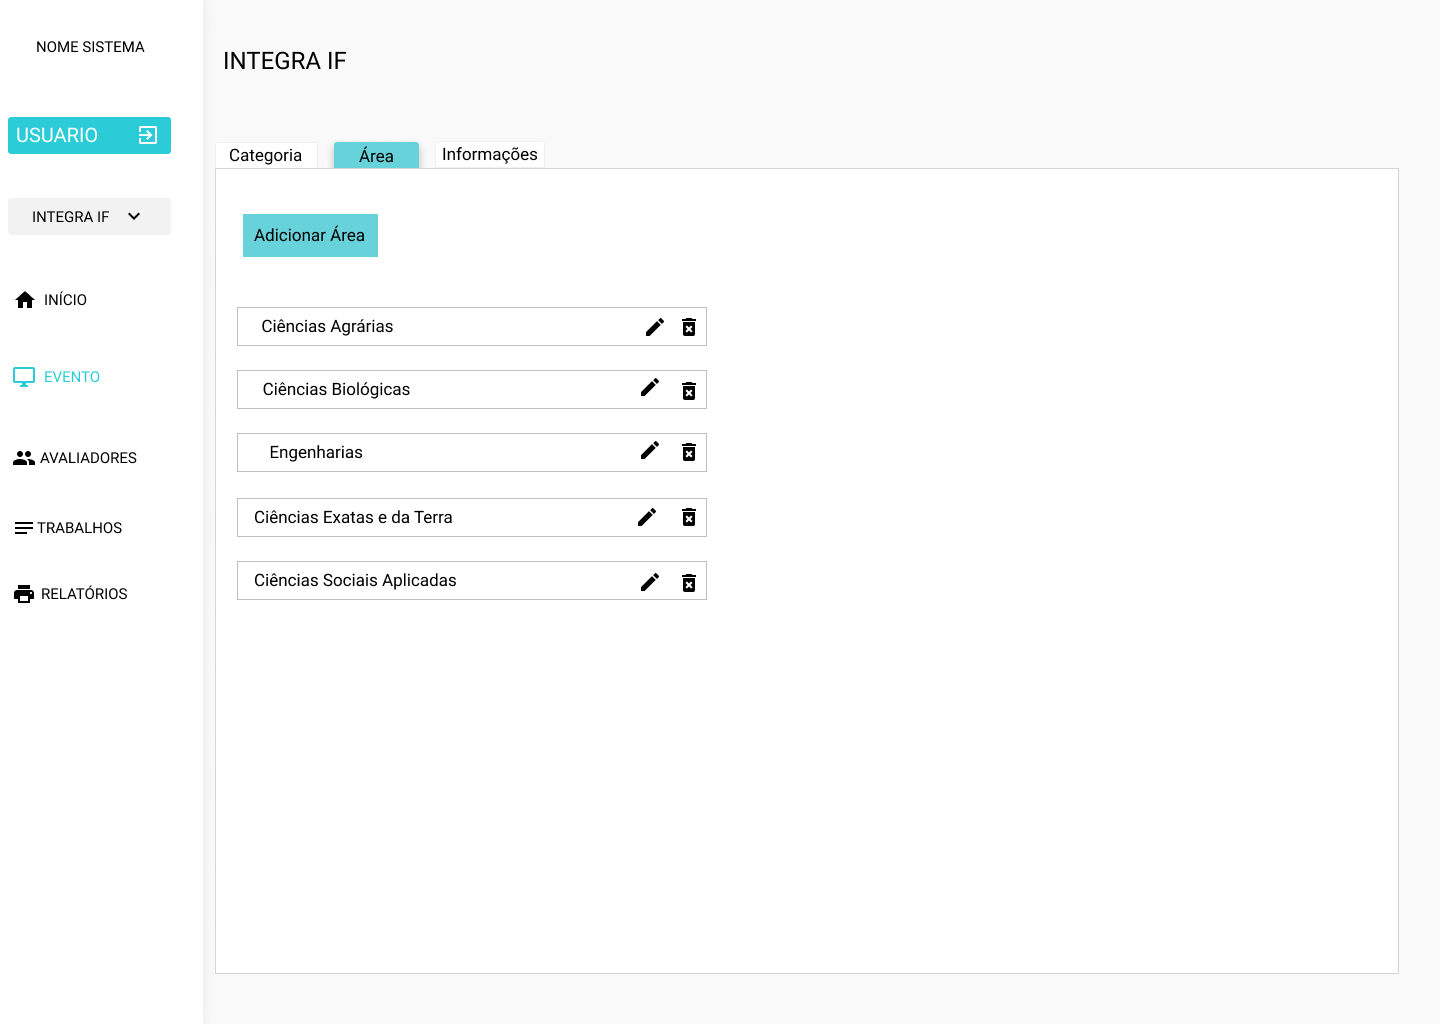 NOME SISTEMA
USUARIO
INTEGRA IF
INÍCIO
EVENTO
AVALIADORES
TRABALHOS
RELATÓRIOS
INTEGRA IF
Categoria
Área
Informações
Adicionar Área
Ciências Agrárias
Ciências Biológicas
Engenharias
Ciências Exatas e da Terra
Ciências Sociais Aplicadas